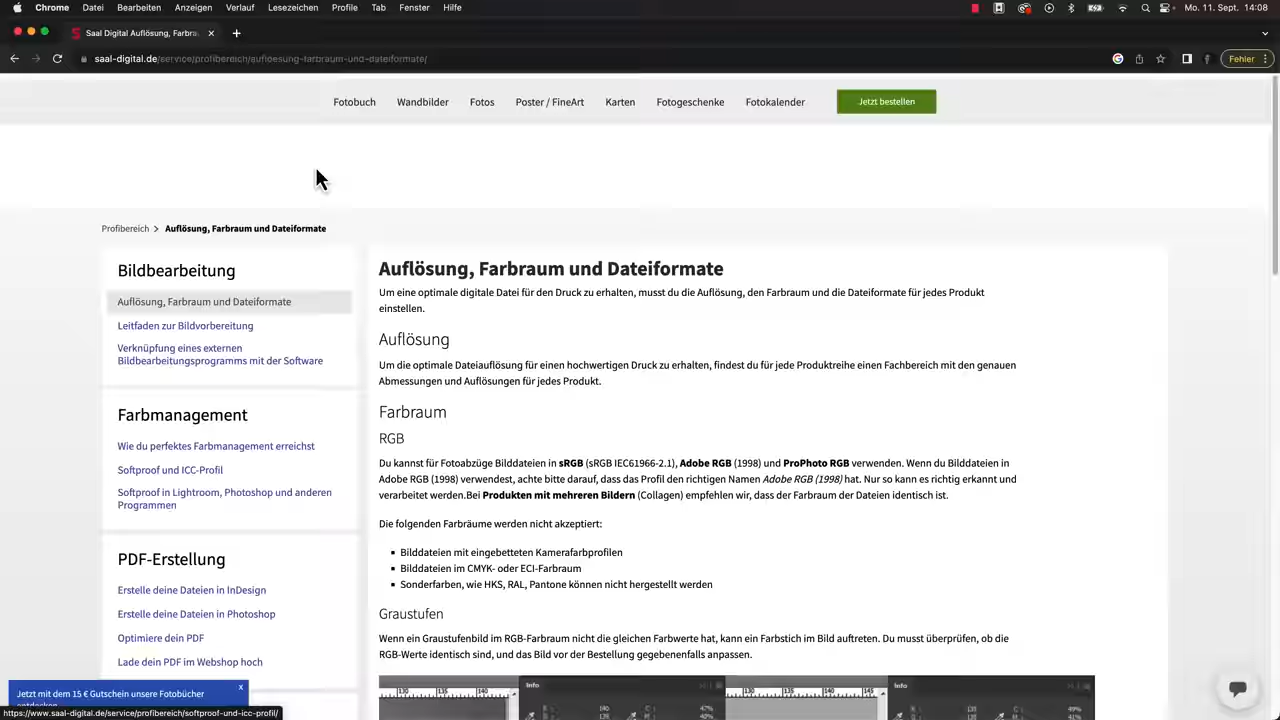 Chrome Datei Bearbeiten Anzeigen Verlauf Lesezeichen Profile Tab Fenster Hilfe Mo. 11. Sept. 14:08
Saal Digital Auflösung, Farbra
saal-digital.de/service/profibereich/aufloesung-farbraum-und-dateiformate/ Fehler
Fotobuch Wandbilder Fotos Poster / FineArt Karten Fotogeschenke Fotokalender Jetzt bestellen
Profibereich > Auflösung, Farbraum und Dateiformate
Bildbearbeitung
Auflösung, Farbraum und Dateiformate
Leitfaden zur Bildvorbereitung
Verknüpfung eines externen
Bildbearbeitungsprogramms mit der Software
Farbmanagement
Wie du perfektes Farbmanagement erreichst
Softproof und ICC-Profil
Softproof in Lightroom, Photoshop und anderen
Programmen
PDF-Erstellung
Erstelle deine Dateien in InDesign
Erstelle deine Dateien in Photoshop
Optimiere dein PDF
Lade dein PDF im Webshop hoch
Auflösung, Farbraum und Dateiformate
Um eine optimale digitale Datei für den Druck zu erhalten, musst du die Auflösung, den Farbraum und die Dateiformate für jedes Produkt
einstellen.
Auflösung
Um die optimale Dateiauflösung für einen hochwertigen Druck zu erhalten, findest du für jede Produktreihe einen Fachbereich mit den genauen
Abmessungen und Auflösungen für jedes Produkt.
Farbraum
RGB
Du kannst für Fotoabzüge Bilddateien in sRGB (sRGB IEC61966-2.1), Adobe RGB (1998) und ProPhoto RGB verwenden. Wenn du Bilddateien in
Adobe RGB (1998) verwendest, achte bitte darauf, dass das Profil den richtigen Namen Adobe RGB (1998) hat. Nur so kann es richtig erkannt und
verarbeitet werden.Bei Produkten mit mehreren Bildern (Collagen) empfehlen wir, dass der Farbraum der Dateien identisch ist.
Die folgenden Farbräume werden nicht akzeptiert:
Bilddateien mit eingebetteten Kamerafarbprofilen
Bilddateien im CMYK- oder ECI-Farbraum
Sonderfarben, wie HKS, RAL, Pantone können nicht hergestellt werden
Graustufen
Wenn ein Graustufenbild im RGB-Farbraum nicht die gleichen Farbwerte hat, kann ein Farbstich im Bild auftreten. Du musst überprüfen, ob die
RGB-Werte identisch sind, und das Bild vor der Bestellung gegebenenfalls anpassen.
130 135 140 Info 130 135 140 145 Info
140 47% 142 49%
Jetzt mit dem 15 € Gutschein unsere Fotobücher x
https://www.saal-digital.de/service/profibereich/softproof-und-icc-profil/